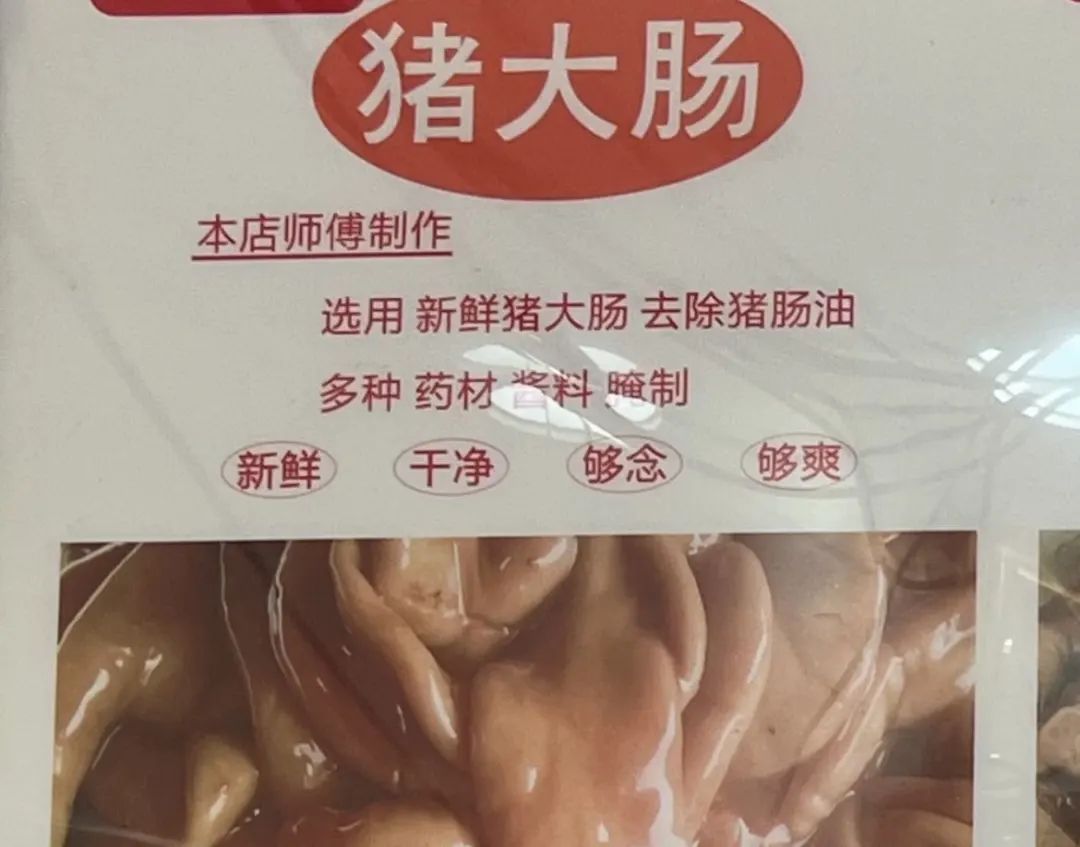 猪大肠
本店师傅制作
选用 新鲜猪大肠 去除猪肠油
多种 药材 酱料 腌制
新鲜 干净 够念 够爽